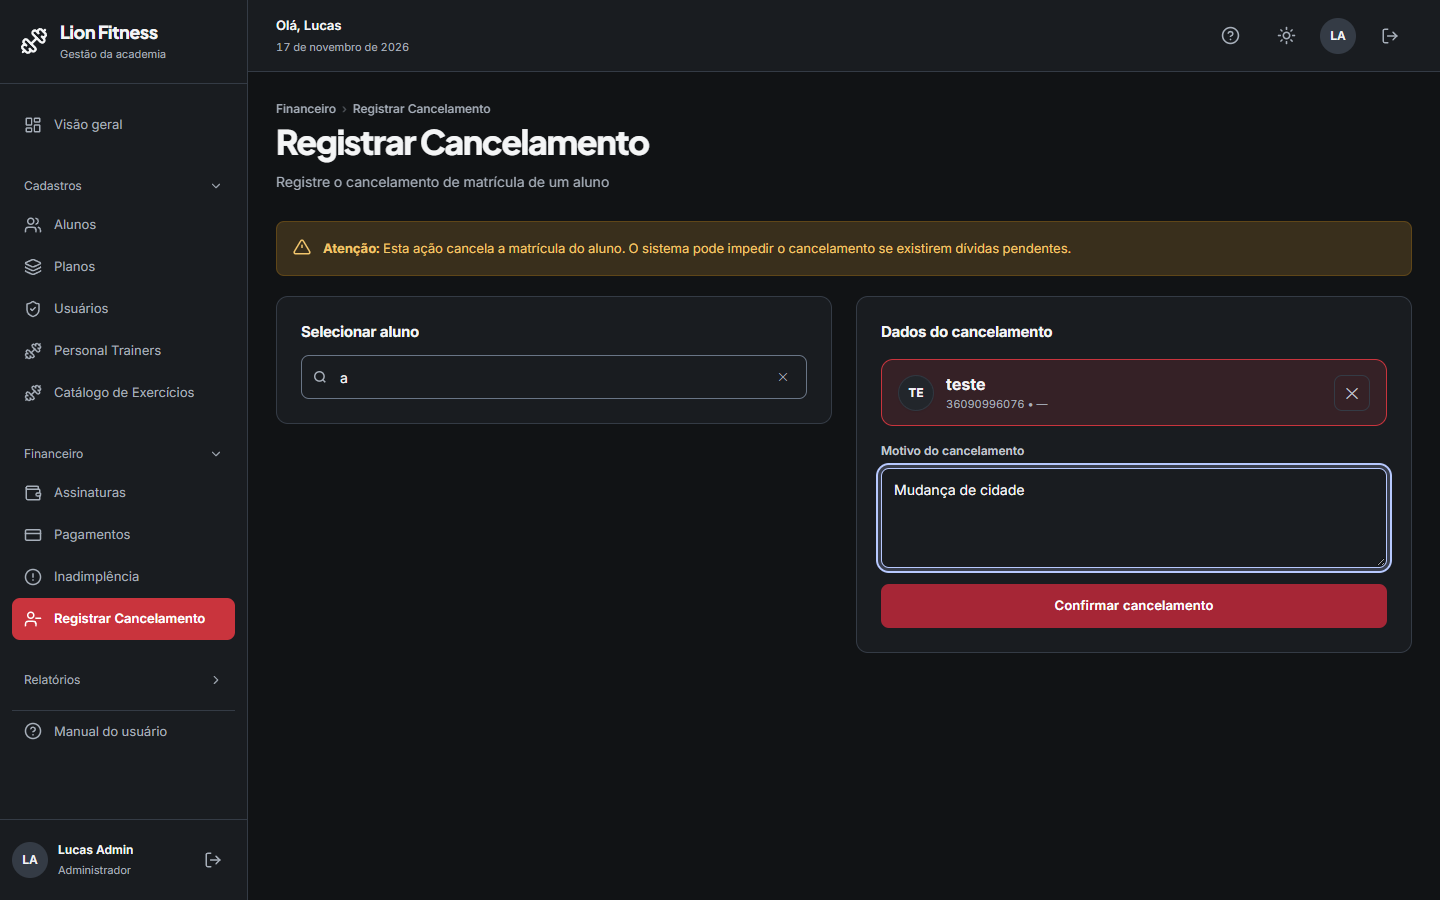 Lion Fitness
Gestão da academia
Visão geral
Cadastros
Alunos
Planos
Usuários
Personal Trainers
Catálogo de Exercícios
Financeiro
Assinaturas
Pagamentos
Inadimplência
Registrar Cancelamento
Relatórios
Manual do usuário
LA
Lucas Admin
Administrador
Olá, Lucas
17 de novembro de 2026
LA
Financeiro › Registrar Cancelamento
Registrar Cancelamento
Registre o cancelamento de matrícula de um aluno
Atenção: Esta ação cancela a matrícula do aluno. O sistema pode impedir o cancelamento se existirem dívidas pendentes.
Selecionar aluno
a
Dados do cancelamento
TE
teste
36090996076 • —
Motivo do cancelamento
Mudança de cidade
Confirmar cancelamento